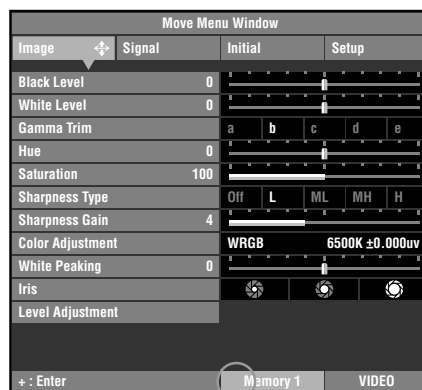 Move Menu Window
Image Signal Initial Setup
Black Level 0
White Level 0
Gamma Trim a b c d e
Hue 0
Saturation 100
Sharpness Type Off L ML MH H
Sharpness Gain 4
Color Adjustment WRGB 6500K ±0.000uv
White Peaking 0
Iris
Level Adjustment
+ : Enter Memory 1 VIDEO